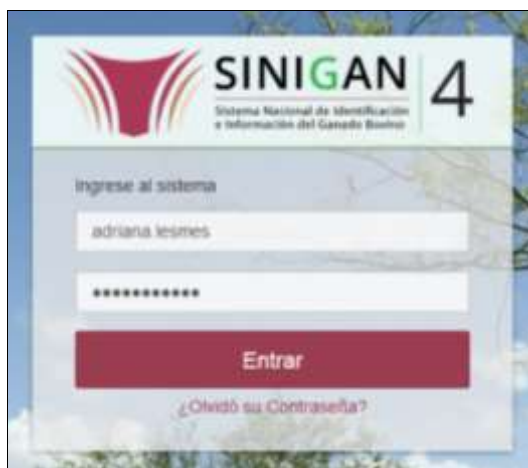 SINIGAN 4
Sistema Nacional de Identificación
e Información del Ganado Bovino
Ingrese al sistema
adriana lesmes
•••••••••••
Entrar
¿Olvidó su Contraseña?